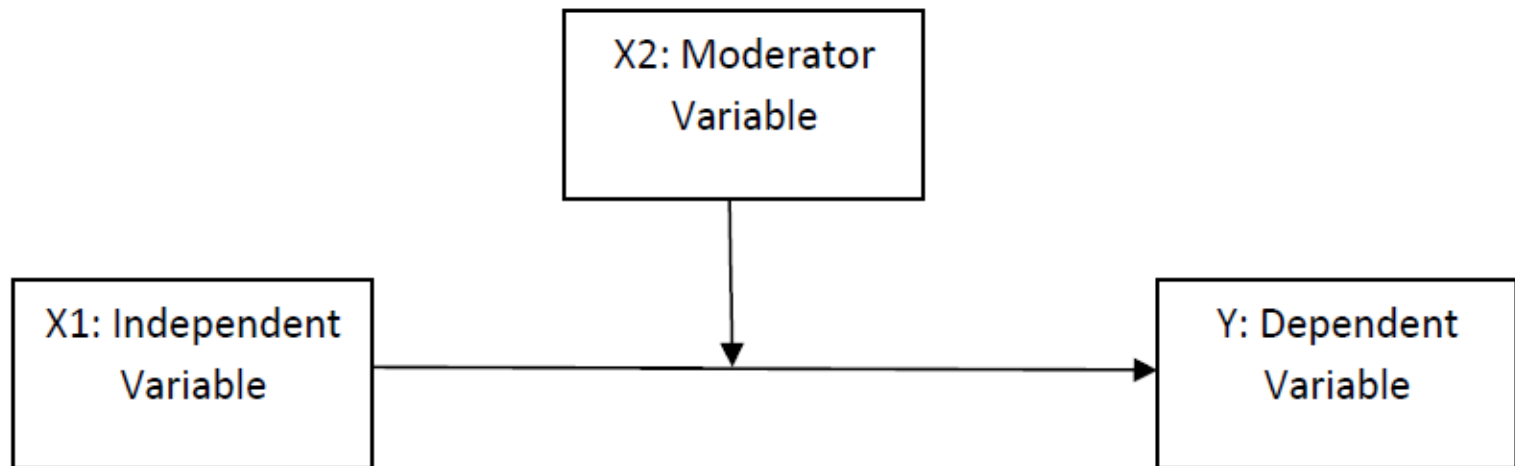 X2: Moderator
Variable
X1: Independent
Variable
Y: Dependent
Variable